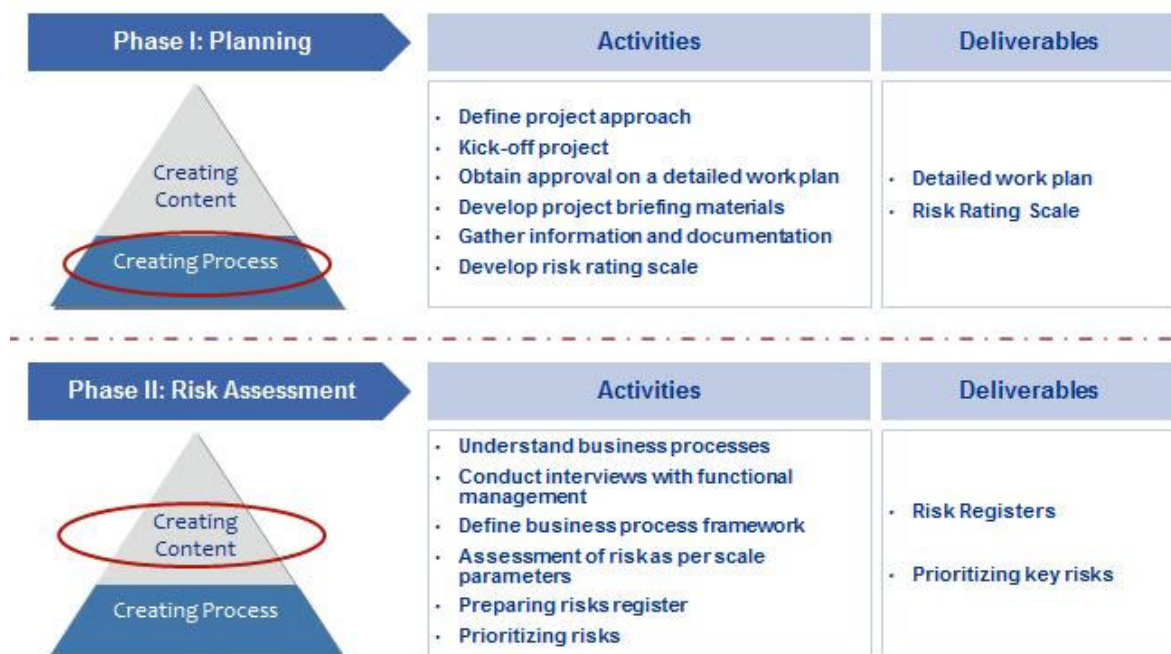 Phase I: Planning
Activities
Deliverables
Creating
Content
Creating Process
· Define project approach
· Kick-off project
· Obtain approval on a detailed work plan
· Develop project briefing materials
· Gather information and documentation
· Develop risk rating scale
· Detailed work plan
· Risk Rating Scale
Phase II: Risk Assessment
Activities
Deliverables
Creating
Content
Creating Process
· Understand business processes
· Conduct interviews with functional
management
· Define business process framework
· Assessment of risk as per scale
parameters
· Preparing risks register
· Prioritizing risks
· Risk Registers
· Prioritizing key risks